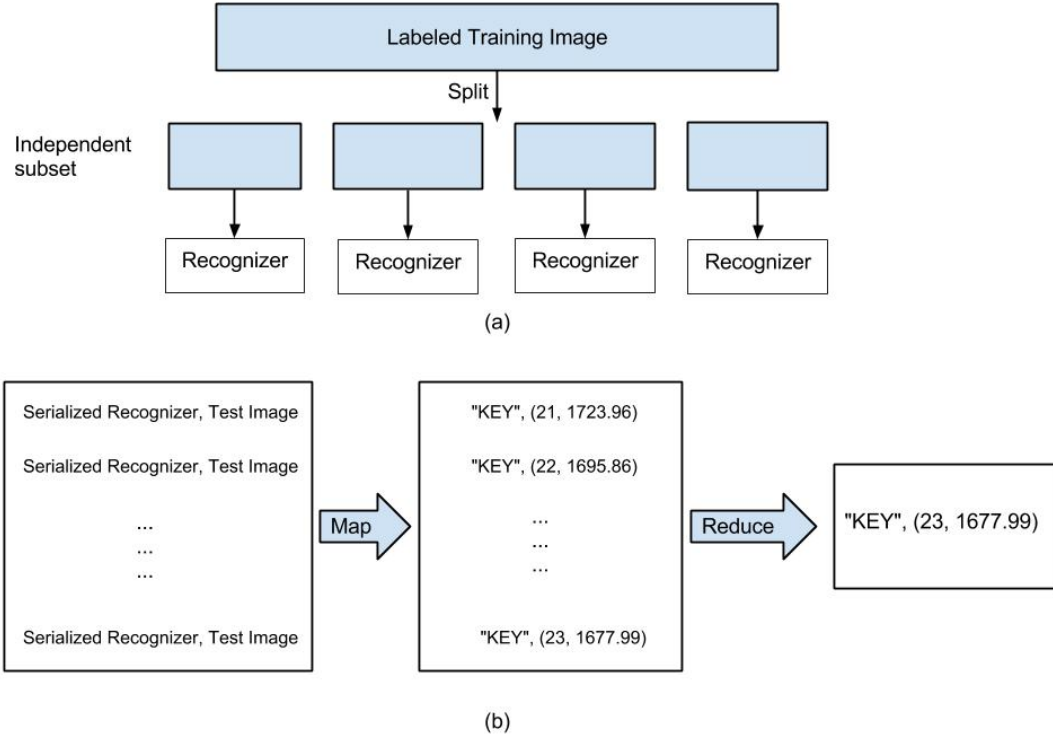 Labeled Training Image
Split
Independent
subset
Recognizer
Recognizer
Recognizer
Recognizer
(a)
Serialized Recognizer, Test Image
Serialized Recognizer, Test Image
...
...
...
Serialized Recognizer, Test Image
Map
"KEY", (21, 1723.96)
"KEY", (22, 1695.86)
...
...
...
"KEY", (23, 1677.99)
Reduce
"KEY", (23, 1677.99)
(b)